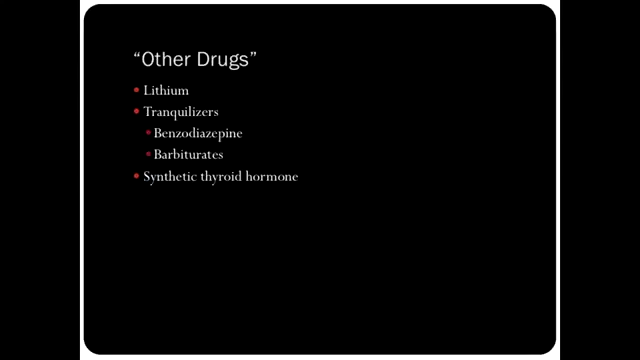 “Other Drugs”
Lithium
Tranquilizers
Benzodiazepine
Barbiturates
Synthetic thyroid hormone